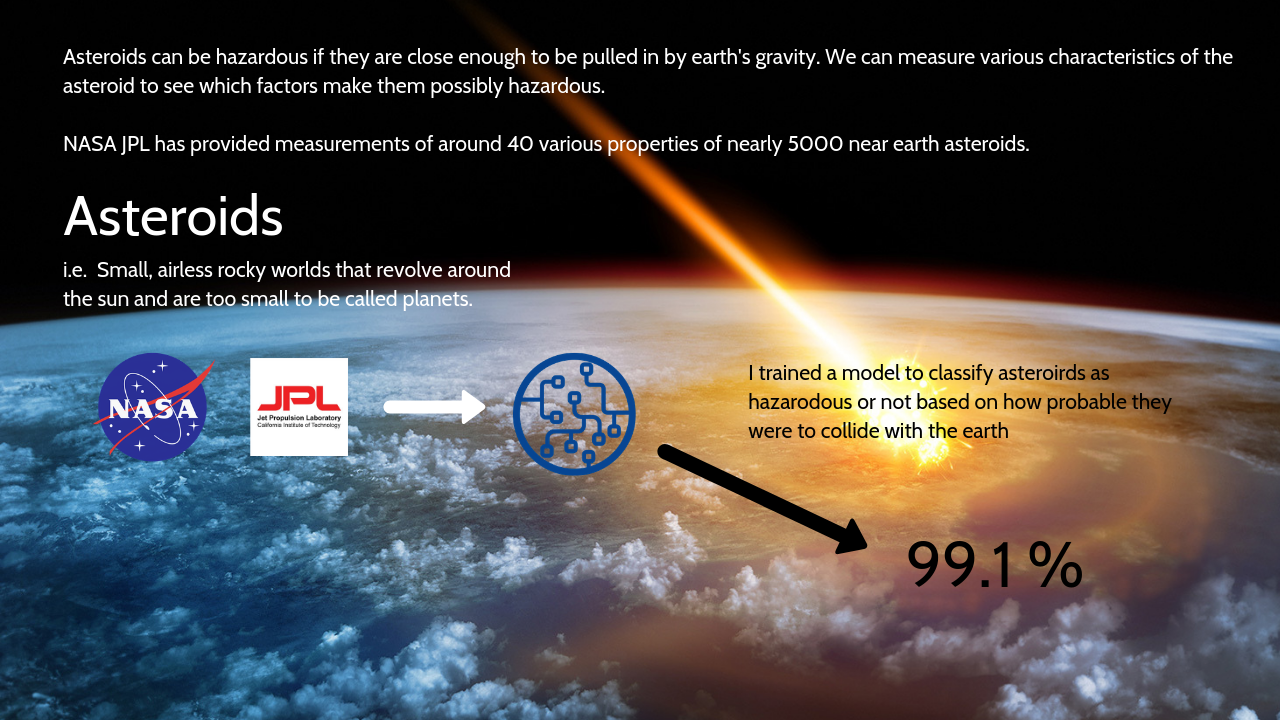 Asteroids can be hazardous if they are close enough to be pulled in by earth's gravity. We can measure various characteristics of the
asteroid to see which factors make them possibly hazardous.
NASA JPL has provided measurements of around 40 various properties of nearly 5000 near earth asteroids.
Asteroids
i.e. Small, airless rocky worlds that revolve around
the sun and are too small to be called planets.
NASA
JPL
Jet Propulsion Laboratory
California Institute of Technology
I trained a model to classify asteroirds as
hazarodous or not based on how probable they
were to collide with the earth
99.1 %